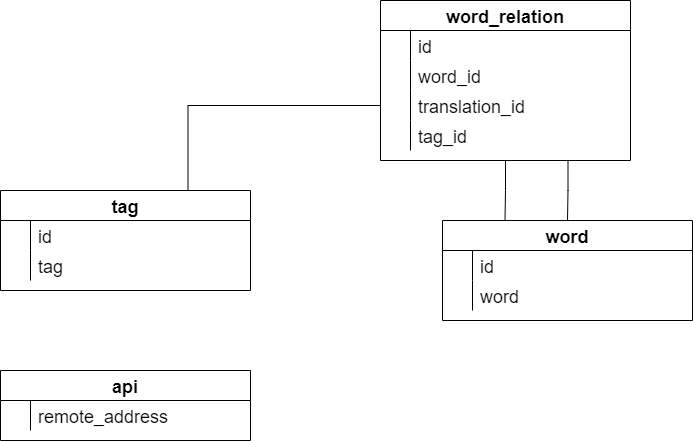 word_relation
id
word_id
translation_id
tag_id
tag
id
tag
word
id
word
api
remote_address